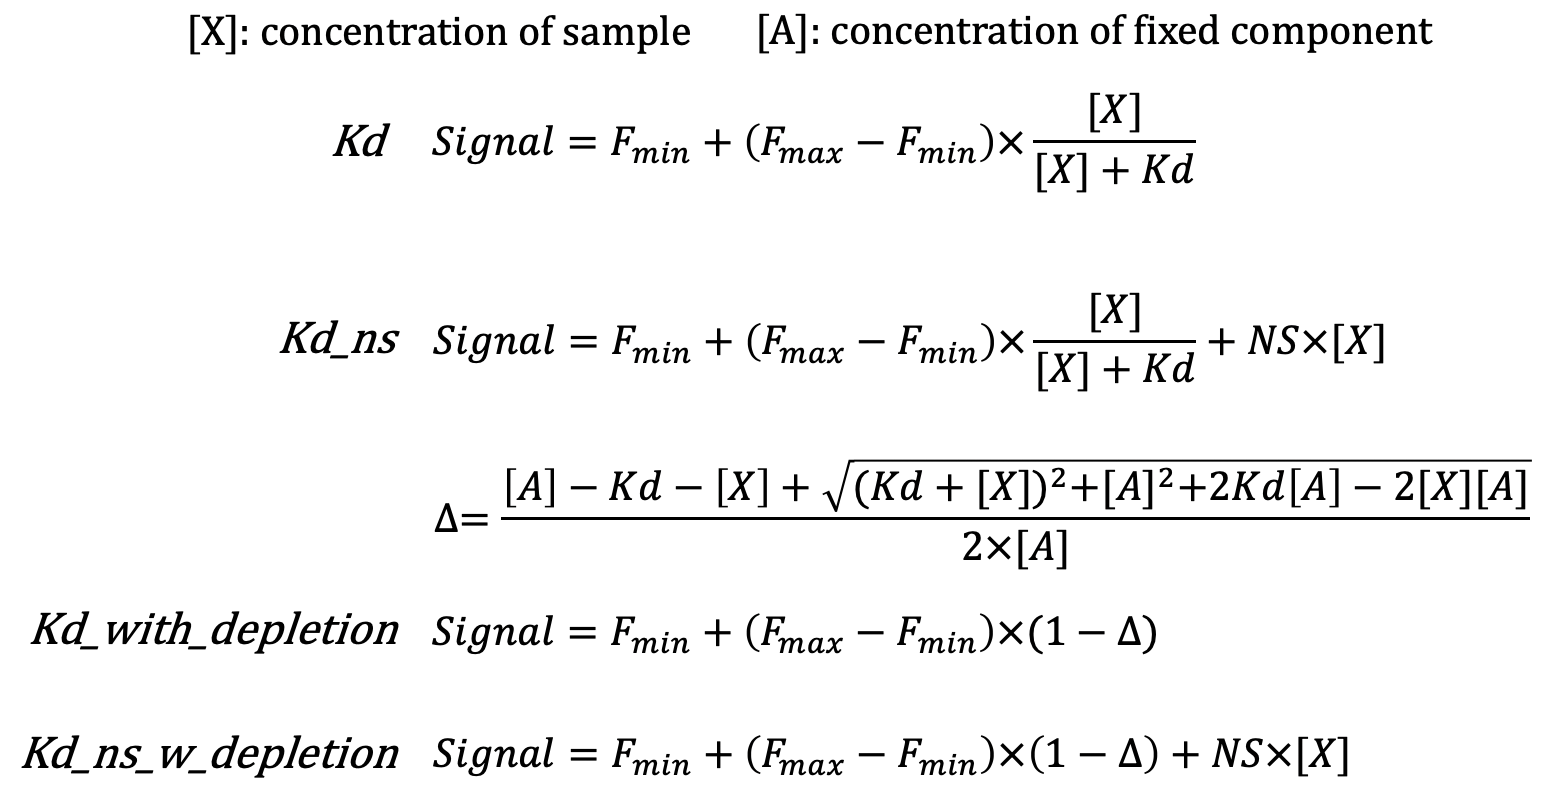 [X]: concentration of sample [A]: concentration of fixed component
Kd Signal = F_min + (F_max − F_min)×[X]/([X] + Kd)
Kd_ns Signal = F_min + (F_max − F_min)×[X]/([X] + Kd) + NS×[X]
Δ= ([A] − Kd − [X] + √((Kd + [X])²+[A]²+2Kd[A] − 2[X][A]))/(2×[A])
Kd_with_depletion Signal = F_min + (F_max − F_min)×(1 − Δ)
Kd_ns_w_depletion Signal = F_min + (F_max − F_min)×(1 − Δ) + NS×[X]